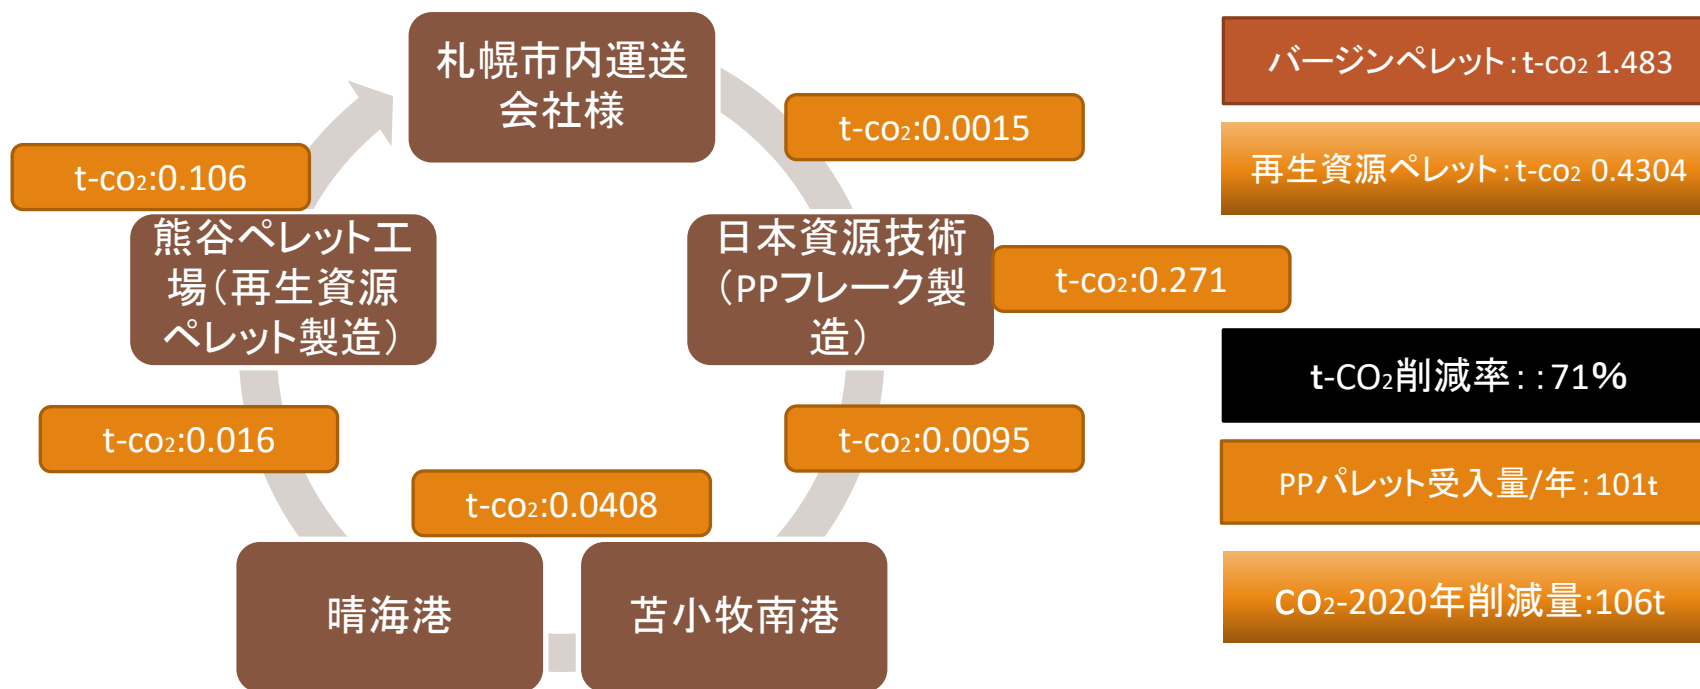 札幌市内運送
会社様
t-co₂:0.0015
日本資源技術
（PPフレーク製
造）
t-co₂:0.271
t-co₂:0.0095
苫小牧南港
t-co₂:0.0408
晴海港
t-co₂:0.016
熊谷ペレット工
場（再生資源
ペレット製造）
t-co₂:0.106
バージンペレット：t-co₂ 1.483
再生資源ペレット：t-co₂ 0.4304
t-CO₂削減率：：71%
PPパレット受入量/年：101t
CO₂-2020年削減量:106t